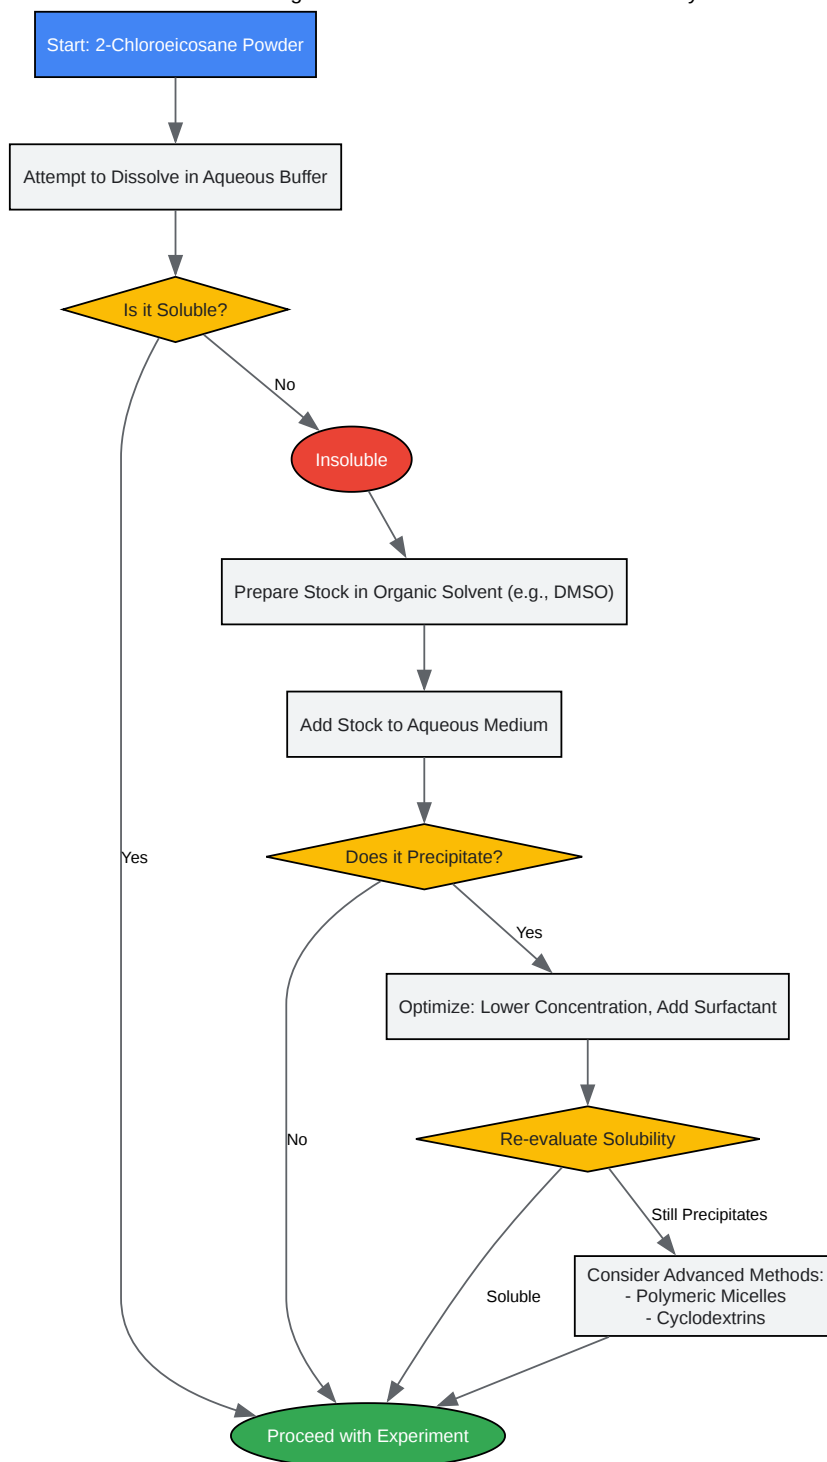 Start: 2-Chloroeicosane Powder
Attempt to Dissolve in Aqueous Buffer
Is it Soluble?
No
Insoluble
Prepare Stock in Organic Solvent (e.g., DMSO)
Add Stock to Aqueous Medium
Yes
Does it Precipitate?
Yes
Optimize: Lower Concentration, Add Surfactant
No
Re-evaluate Solubility
Still Precipitates
Soluble
Consider Advanced Methods:
- Polymeric Micelles
- Cyclodextrins
Proceed with Experiment